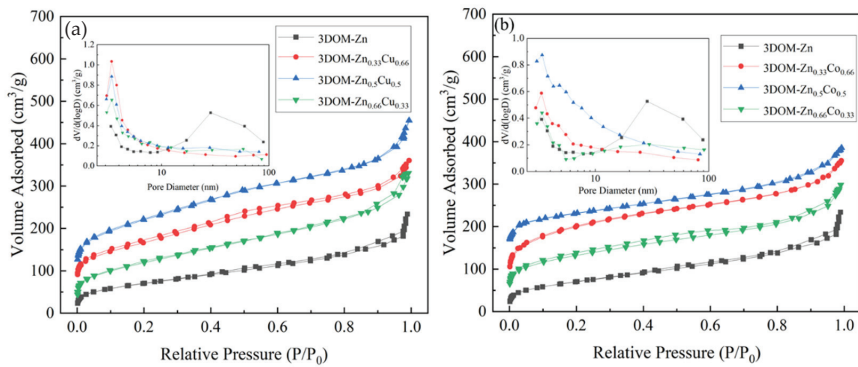 (a)
700
600
500
400
300
200
100
0
Volume Adsorbed (cm³/g)
0.0 0.2 0.4 0.6 0.8 1.0
Relative Pressure (P/P₀)
1.2
1.0
0.8
0.6
0.4
0.2
0.0
dV/d(logD) (cm³/g)
10 100
Pore Diameter (nm)
3DOM-Zn
3DOM-Zn₀.₃₃Cu₀.₆₆
3DOM-Zn₀.₅Cu₀.₅
3DOM-Zn₀.₆₆Cu₀.₃₃
(b)
700
600
500
400
300
200
100
0
Volume Adsorbed (cm³/g)
0.0 0.2 0.4 0.6 0.8 1.0
Relative Pressure (P/P₀)
1.0
0.8
0.6
0.4
0.2
0.0
dV/d(logD) (cm³/g)
10 100
Pore Diameter (nm)
3DOM-Zn
3DOM-Zn₀.₃₃Co₀.₆₆
3DOM-Zn₀.₅Co₀.₅
3DOM-Zn₀.₆₆Co₀.₃₃